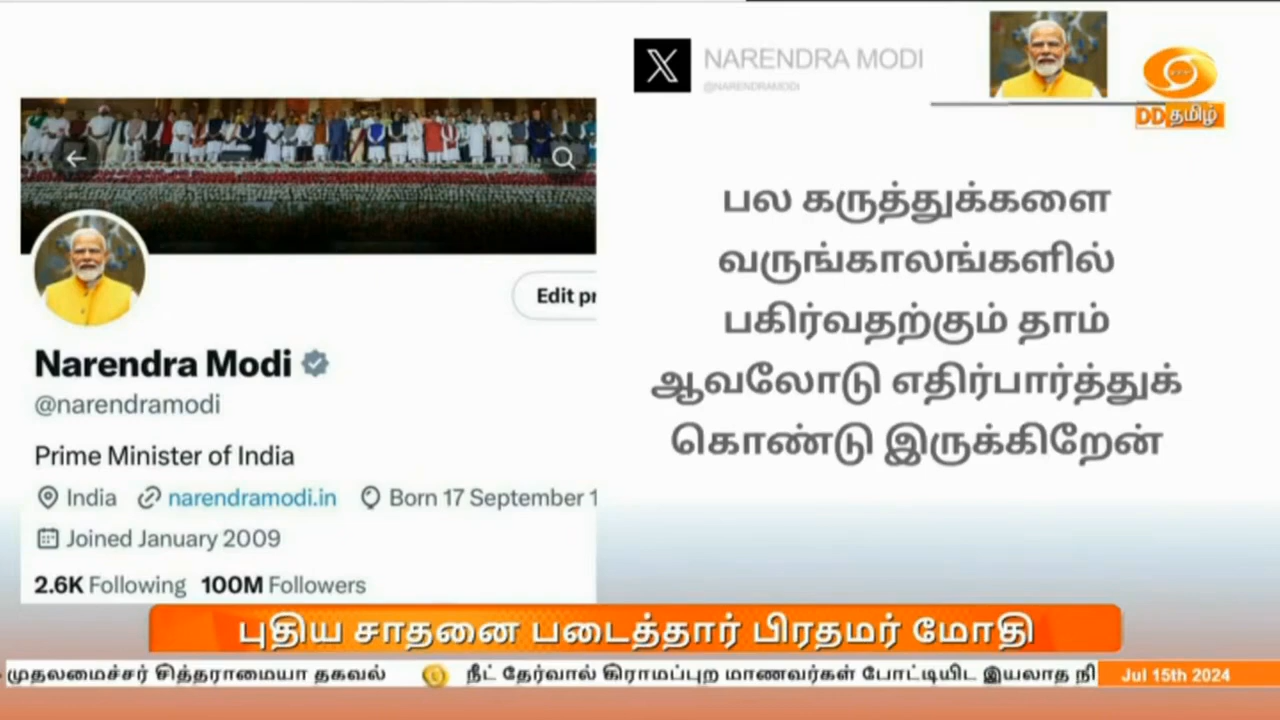 NARENDRA MODI
@NARENDRAMODI
DD தமிழ்
Edit pr
Narendra Modi
@narendramodi
Prime Minister of India
India narendramodi.in Born 17 September 1
Joined January 2009
2.6K Following 100M Followers
பல கருத்துக்களை
வருங்காலங்களில்
பகிர்வதற்கும் தாம்
ஆவலோடு எதிர்பார்த்துக்
கொண்டு இருக்கிறேன்
புதிய சாதனை படைத்தார் பிரதமர் மோதி
முதலமைச்சர் சித்தராமையா தகவல் நீட் தேர்வால் கிராமப்புற மாணவர்கள் போட்டியிட இயலாத நி Jul 15th 2024